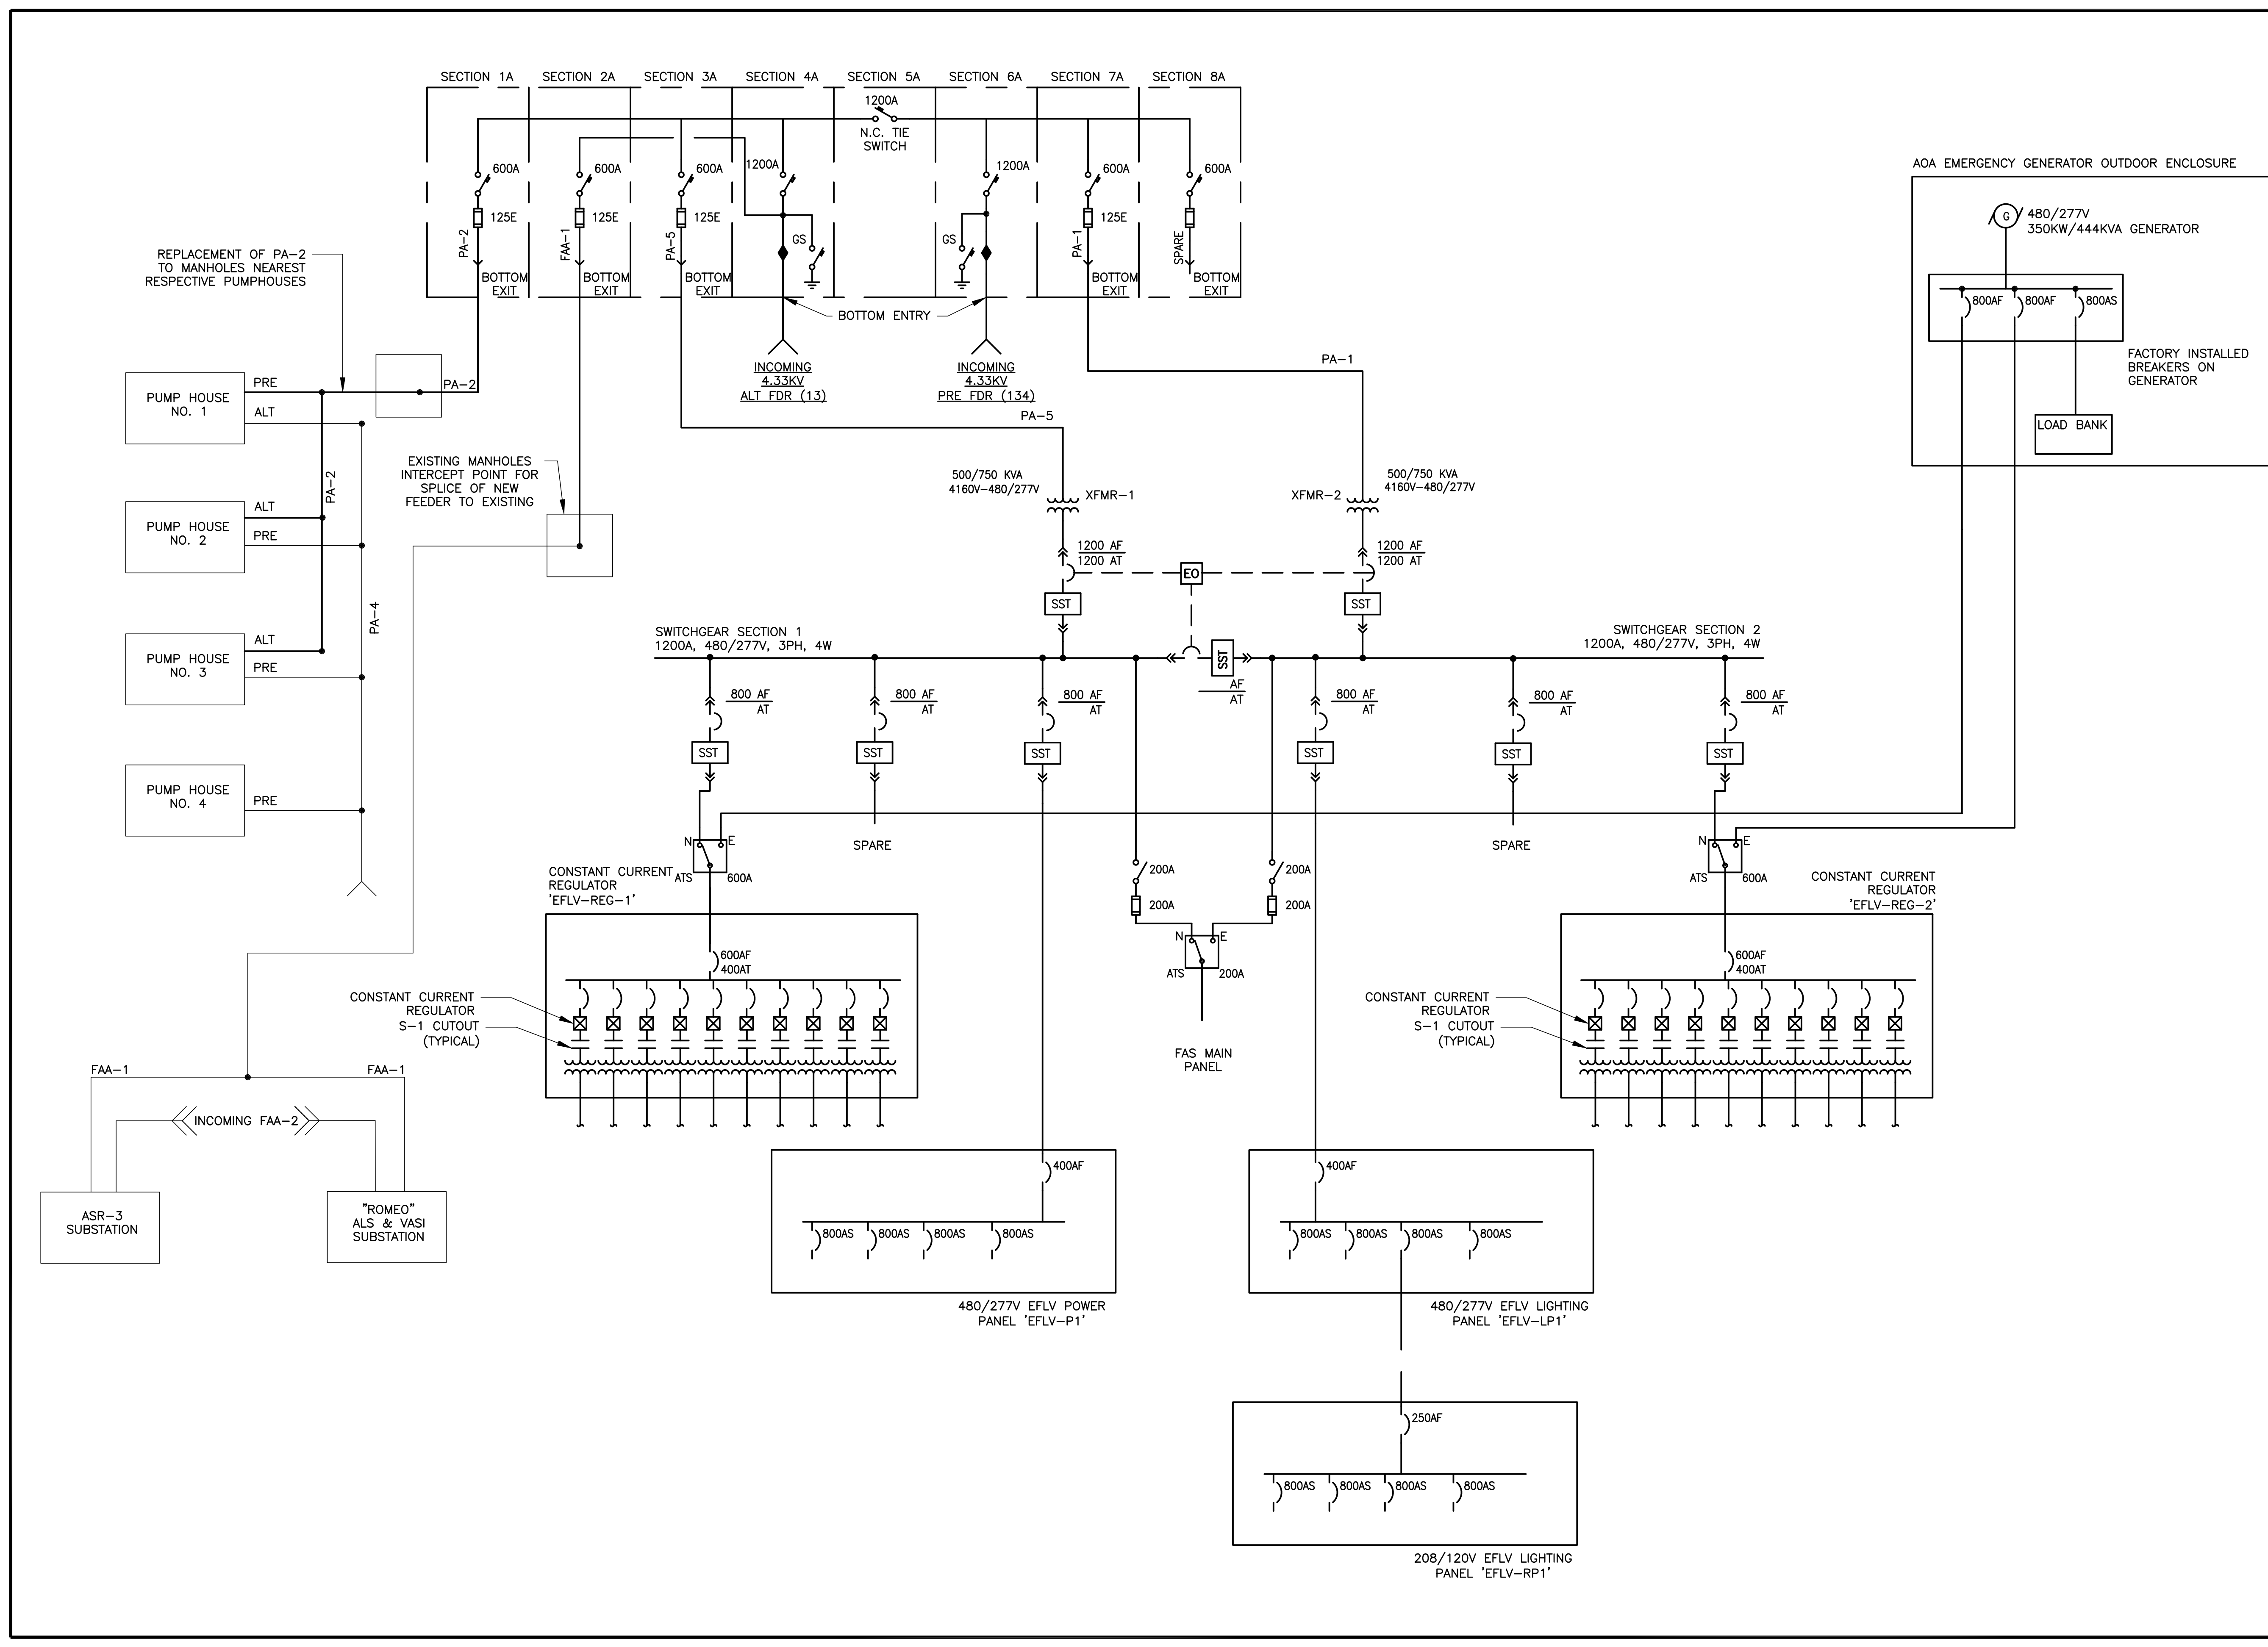 SECTION 1A
SECTION 2A
SECTION 3A
SECTION 4A
SECTION 5A
SECTION 6A
SECTION 7A
SECTION 8A
1200A
N.C. TIE
SWITCH
600A
600A
600A
1200A
1200A
600A
600A
125E
125E
125E
125E
GS
GS
PA-2
FAA-1
PA-5
PA-1
SPARE
BOTTOM
EXIT
BOTTOM
EXIT
BOTTOM
EXIT
BOTTOM
EXIT
BOTTOM
EXIT
BOTTOM ENTRY
INCOMING
4.33KV
ALT FDR (13)
INCOMING
4.33KV
PRE FDR (134)
PA-1
PA-5
AOA EMERGENCY GENERATOR OUTDOOR ENCLOSURE
G
480/277V
350KW/444KVA GENERATOR
800AF
800AF
800AS
FACTORY INSTALLED
BREAKERS ON
GENERATOR
LOAD BANK
REPLACEMENT OF PA-2
TO MANHOLES NEAREST
RESPECTIVE PUMPHOUSES
PA-2
PUMP HOUSE
NO. 1
PRE
ALT
PA-2
PUMP HOUSE
NO. 2
ALT
PRE
PUMP HOUSE
NO. 3
ALT
PRE
PA-4
PUMP HOUSE
NO. 4
PRE
EXISTING MANHOLES
INTERCEPT POINT FOR
SPLICE OF NEW
FEEDER TO EXISTING
500/750 KVA
4160V-480/277V
XFMR-1
XFMR-2
500/750 KVA
4160V-480/277V
1200 AF
1200 AT
1200 AF
1200 AT
EO
SST
SST
SWITCHGEAR SECTION 1
1200A, 480/277V, 3PH, 4W
SWITCHGEAR SECTION 2
1200A, 480/277V, 3PH, 4W
SST
AF
AT
800 AF
AT
800 AF
AT
800 AF
AT
800 AF
AT
800 AF
AT
800 AF
AT
SST
SST
SST
SST
SST
SST
SPARE
SPARE
N
E
ATS
600A
N
E
ATS
600A
CONSTANT CURRENT
REGULATOR
'EFLV-REG-1'
CONSTANT CURRENT
REGULATOR
'EFLV-REG-2'
200A
200A
200A
200A
N
E
ATS
200A
FAS MAIN
PANEL
600AF
400AT
600AF
400AT
CONSTANT CURRENT
REGULATOR
S-1 CUTOUT
(TYPICAL)
CONSTANT CURRENT
REGULATOR
S-1 CUTOUT
(TYPICAL)
FAA-1
FAA-1
INCOMING FAA-2
ASR-3
SUBSTATION
"ROMEO"
ALS & VASI
SUBSTATION
400AF
800AS
800AS
800AS
800AS
480/277V EFLV POWER
PANEL 'EFLV-P1'
400AF
800AS
800AS
800AS
800AS
480/277V EFLV LIGHTING
PANEL 'EFLV-LP1'
250AF
800AS
800AS
800AS
800AS
208/120V EFLV LIGHTING
PANEL 'EFLV-RP1'